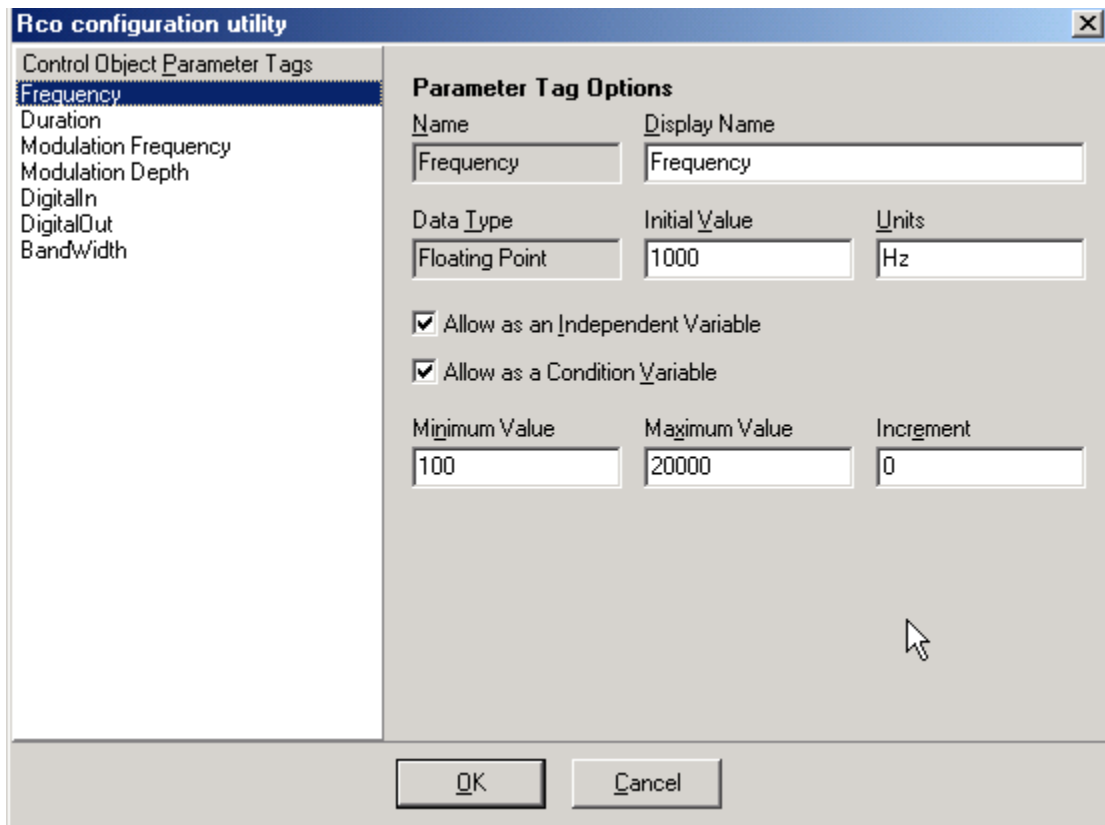 Rco configuration utility
Control Object Parameter Tags
Frequency
Duration
Modulation Frequency
Modulation Depth
DigitalIn
DigitalOut
BandWidth
Parameter Tag Options
Name Display Name
Frequency Frequency
Data Type Initial Value Units
Floating Point 1000 Hz
Allow as an Independent Variable
Allow as a Condition Variable
Minimum Value Maximum Value Increment
100 20000 0
OK Cancel